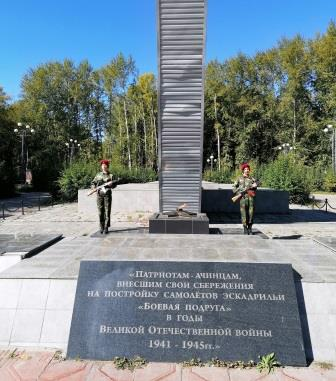 «Патриотам - ачинцам,
внесшим свои сбережения
на постройку самолётов эскадрильи
«Боевая подруга»
в годы
Великой Отечественной войны
1941 - 1945гг.»